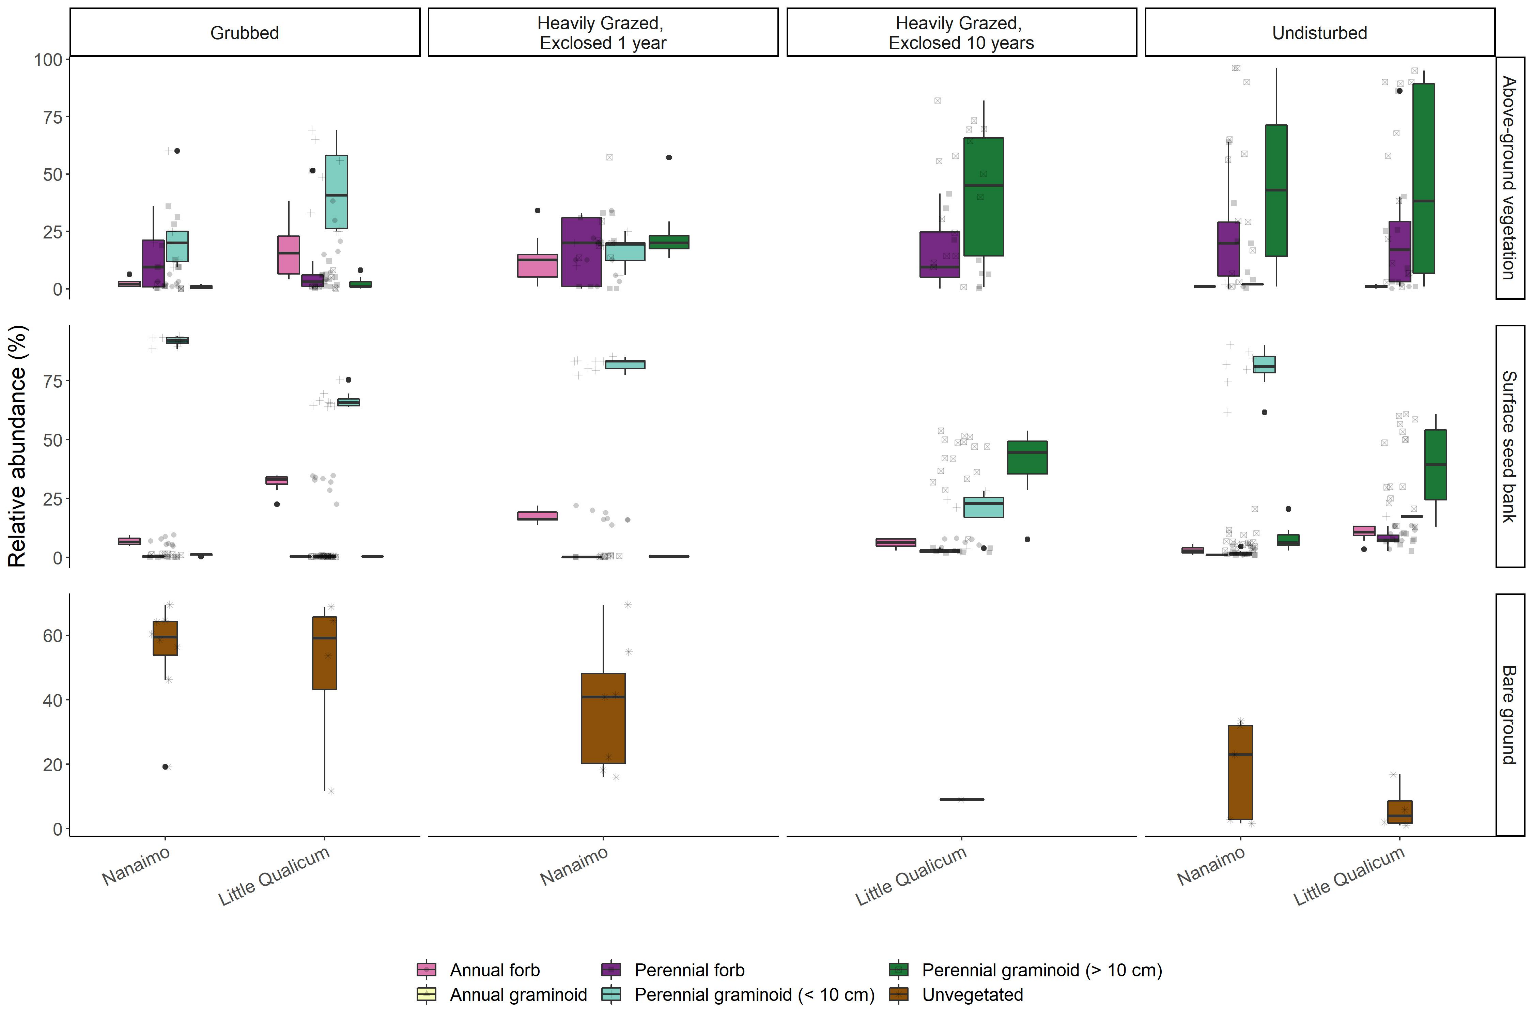 Grubbed
Heavily Grazed,
Exclosed 1 year
Heavily Grazed,
Exclosed 10 years
Undisturbed
Relative abundance (%)
100
75
50
25
0
Above-ground vegetation
75
50
25
0
Surface seed bank
60
40
20
0
Bare ground
Nanaimo
Little Qualicum
Nanaimo
Little Qualicum
Nanaimo
Little Qualicum
Annual forb
Perennial forb
Perennial graminoid (> 10 cm)
Annual graminoid
Perennial graminoid (< 10 cm)
Unvegetated